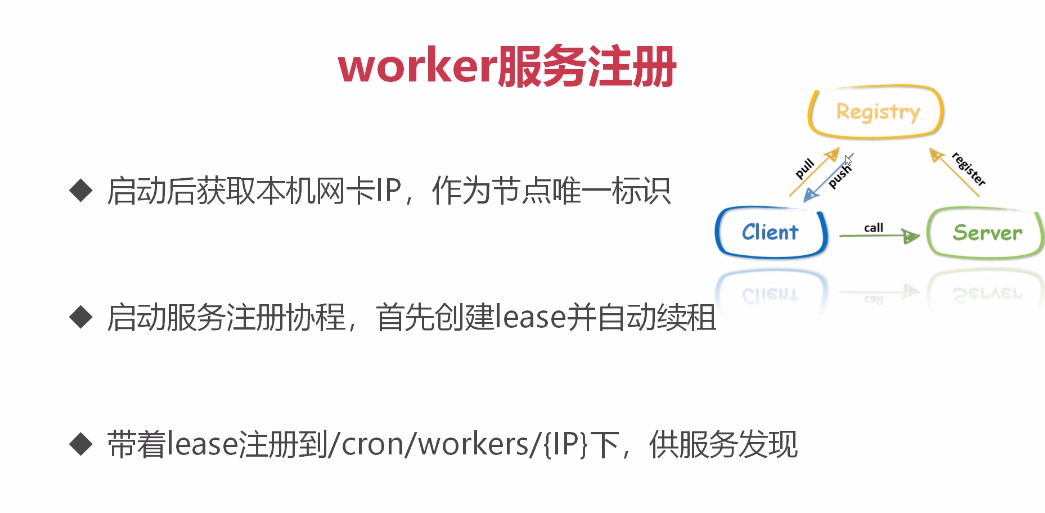 worker服务注册
Registry
pull
push
register
◆ 启动后获取本机网卡IP，作为节点唯一标识
Client
call
Server
◆ 启动服务注册协程，首先创建lease并自动续租
◆ 带着lease注册到/cron/workers/{IP}下，供服务发现